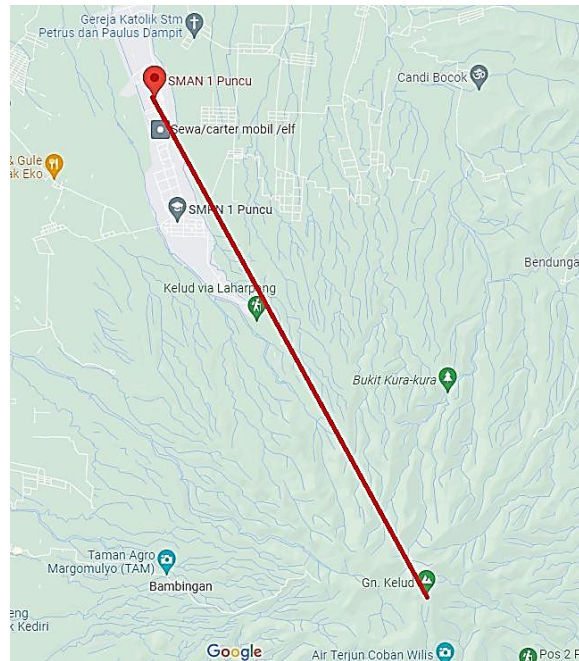 Gereja Katolik Stm
Petrus dan Paulus Dampit
SMAN 1 Puncu
Candi Bocok
Sewa/carter mobil /elf
& Gule
ak Eko
SMPN 1 Puncu
Bendunga
Kelud via Laharpang
Bukit Kura-kura
Taman Agro
Margomulyo (TAM)
Gn. Kelud
Bambingan
eng
k Kediri
Google
Air Terjun Coban Wilis
Pos 2 P